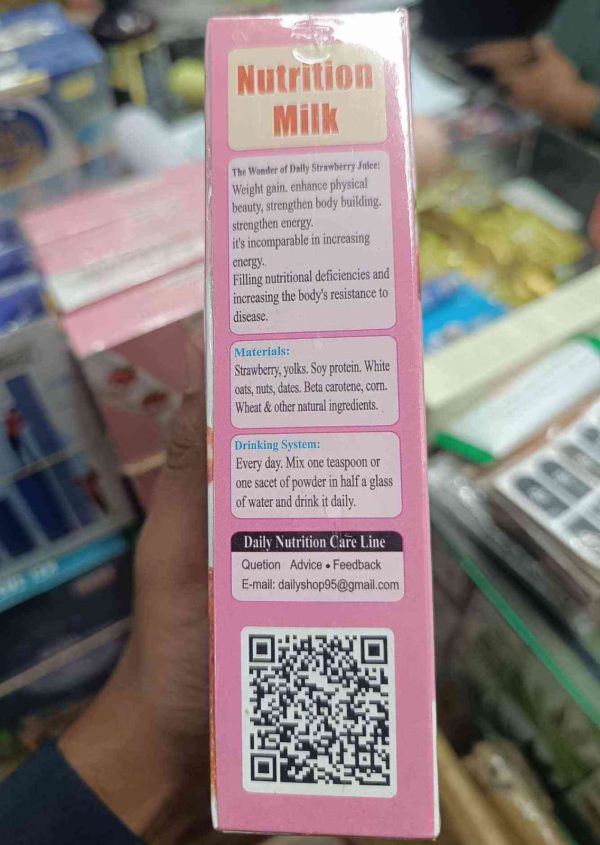 Nutrition
Milk
The Wonder of Daily Strawberry Juice:
Weight gain. enhance physical
beauty, strengthen body building.
strengthen energy.
it's incomparable in increasing
energy.
Filling nutritional deficiencies and
increasing the body's resistance to
disease.
Materials:
Strawberry, yolks. Soy protein. White
oats, nuts, dates. Beta carotene, corn.
Wheat & other natural ingredients.
Drinking System:
Every day. Mix one teaspoon or
one sacet of powder in half a glass
of water and drink it daily.
Daily Nutrition Care Line
Quetion Advice • Feedback
E-mail: dailyshop95@gmail.com